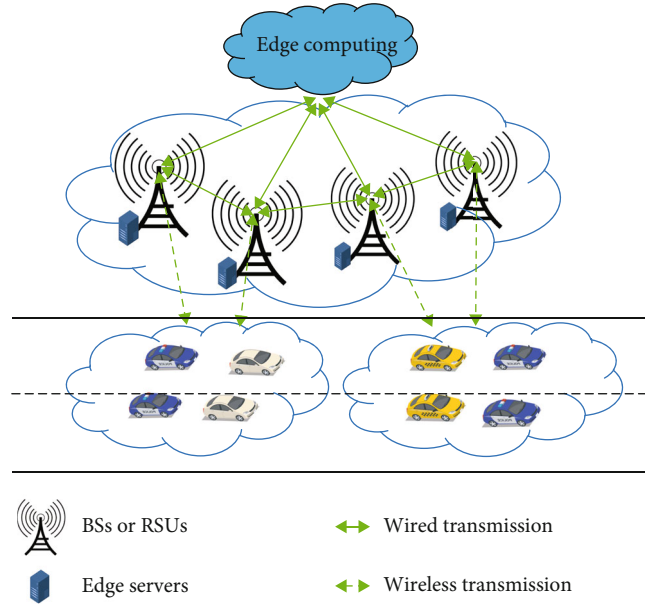 Edge computing
BSs or RSUs
Wired transmission
Edge servers
Wireless transmission